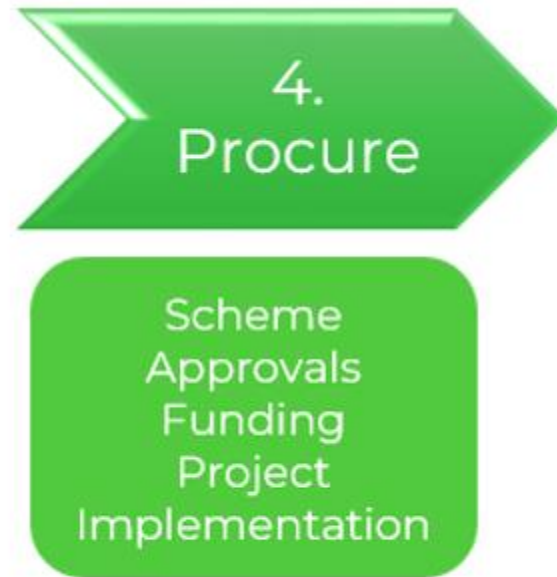 4.
Procure
Scheme
Approvals
Funding
Project
Implementation